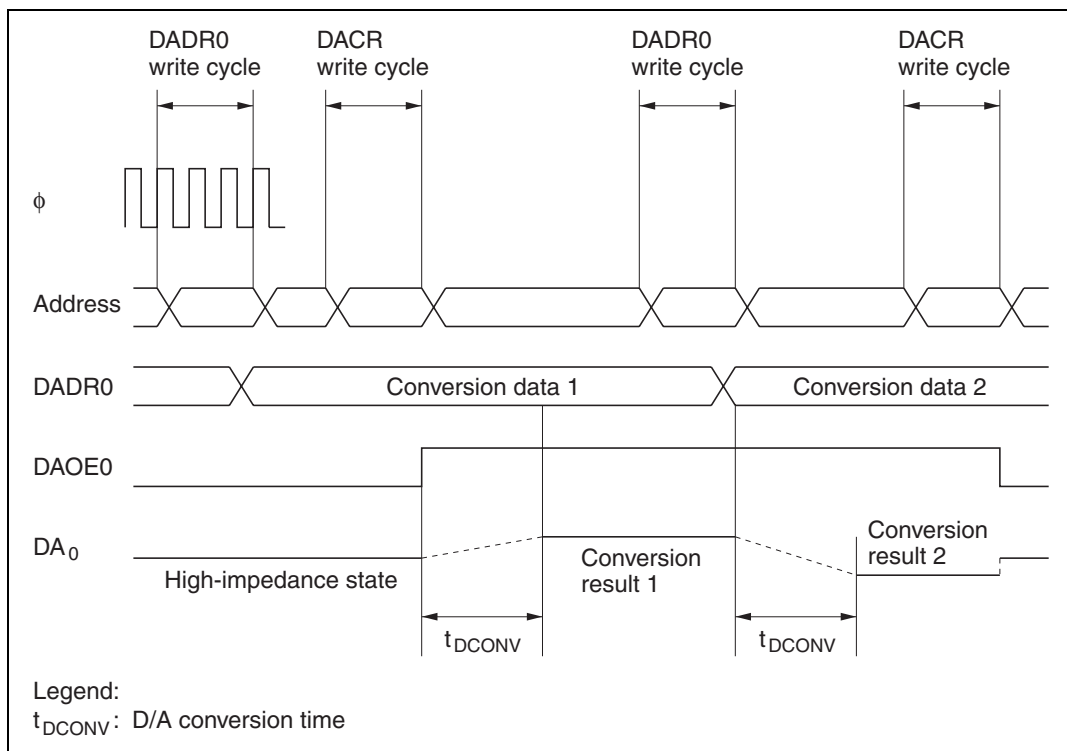 DADR0
write cycle
DACR
write cycle
DADR0
write cycle
DACR
write cycle
ϕ
Address
DADR0
Conversion data 1
Conversion data 2
DAOE0
DA0
High-impedance state
Conversion
result 1
Conversion
result 2
tDCONV
tDCONV
Legend:
tDCONV: D/A conversion time